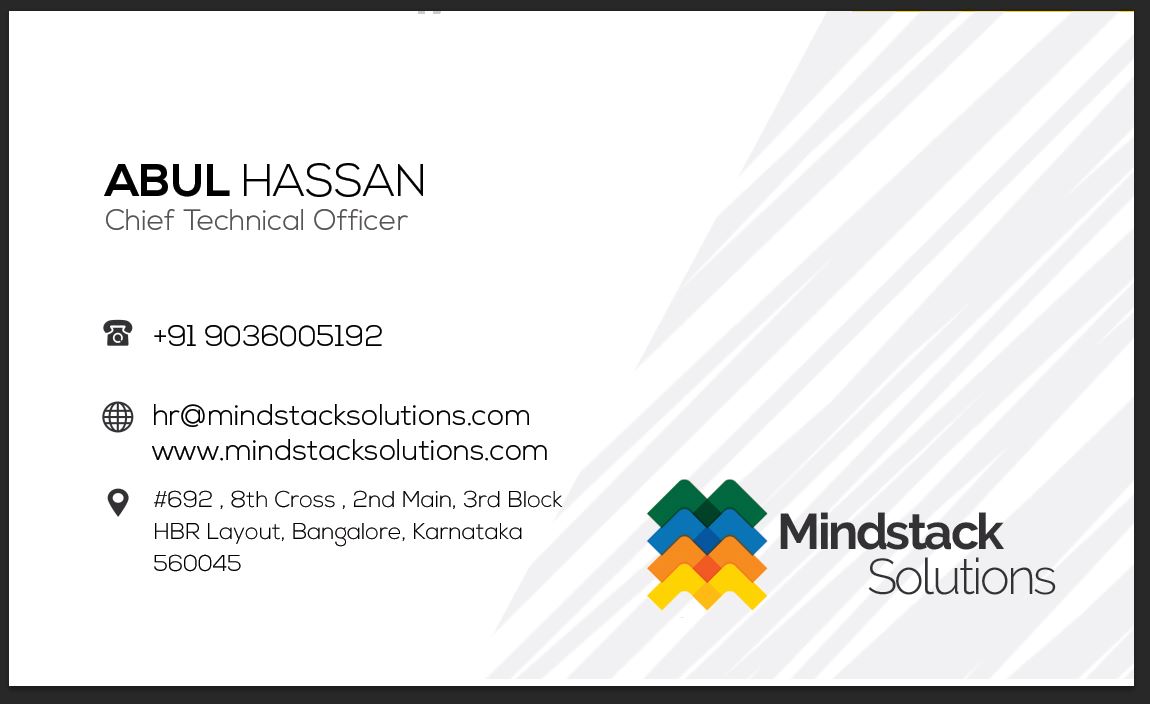 ABUL HASSAN
Chief Technical Officer
+91 9036005192
hr@mindstacksolutions.com
www.mindstacksolutions.com
#692 , 8th Cross , 2nd Main, 3rd Block
HBR Layout, Bangalore, Karnataka
560045
Mindstack
Solutions